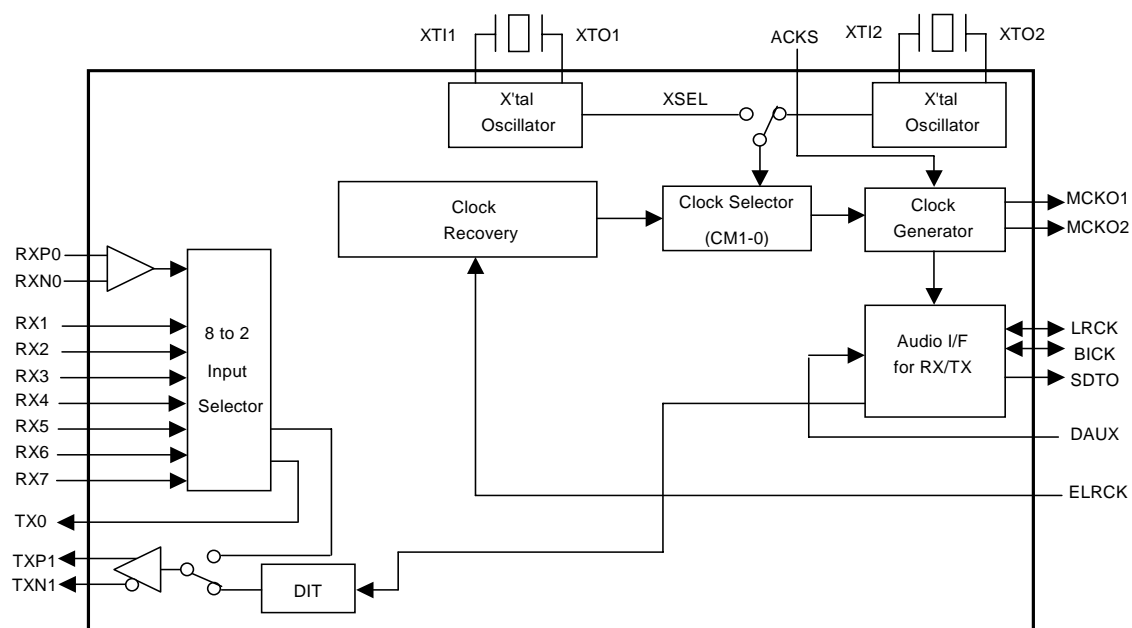 XTI1
XTO1
ACKS
XTI2
XTO2
X'tal
Oscillator
XSEL
X'tal
Oscillator
Clock
Recovery
Clock Selector
(CM1-0)
Clock
Generator
MCKO1
MCKO2
RXP0
RXN0
RX1
RX2
RX3
RX4
RX5
RX6
RX7
8 to 2
Input
Selector
Audio I/F
for RX/TX
LRCK
BICK
SDTO
DAUX
ELRCK
TX0
TXP1
TXN1
DIT